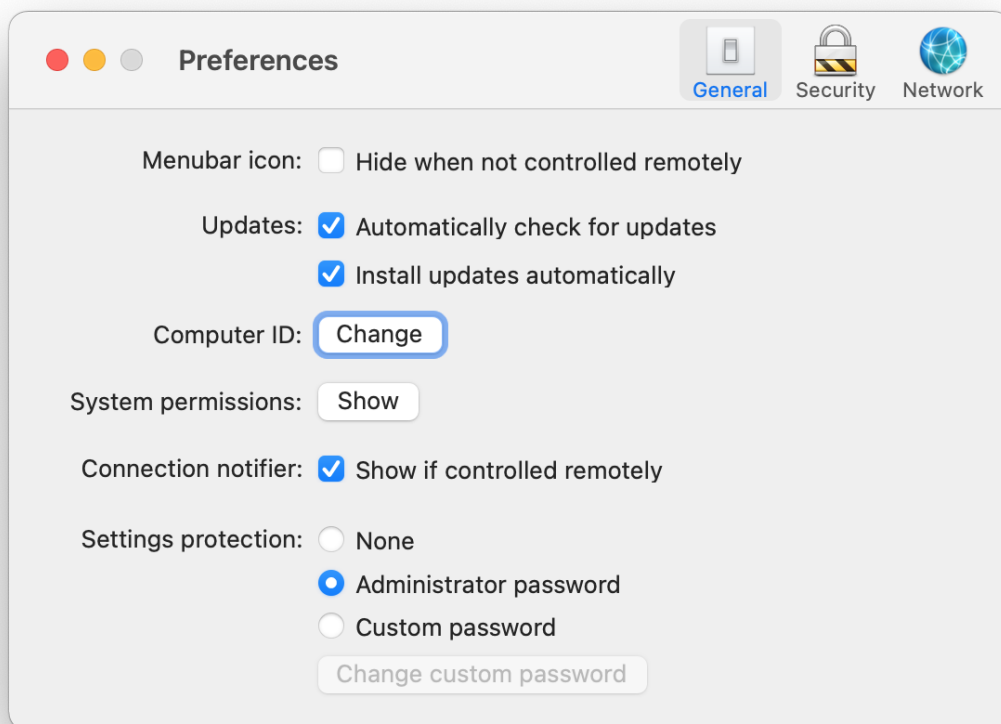 Preferences
General
Security
Network
Menubar icon: Hide when not controlled remotely
Updates: Automatically check for updates
Install updates automatically
Computer ID: Change
System permissions: Show
Connection notifier: Show if controlled remotely
Settings protection: None
Administrator password
Custom password
Change custom password